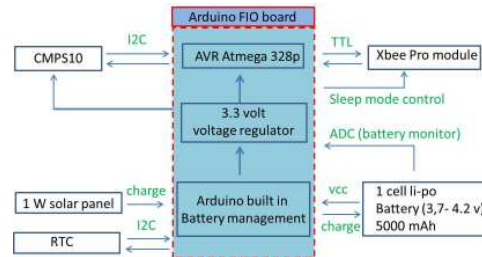 Arduino FIO board
I2C
TTL
CMPS10
AVR Atmega 328p
Xbee Pro module
Sleep mode control
3.3 volt
voltage regulator
ADC (battery monitor)
charge
vcc
1 W solar panel
Arduino built in
Battery management
1 cell li-po
Battery (3,7- 4.2 v)
5000 mAh
I2C
charge
RTC